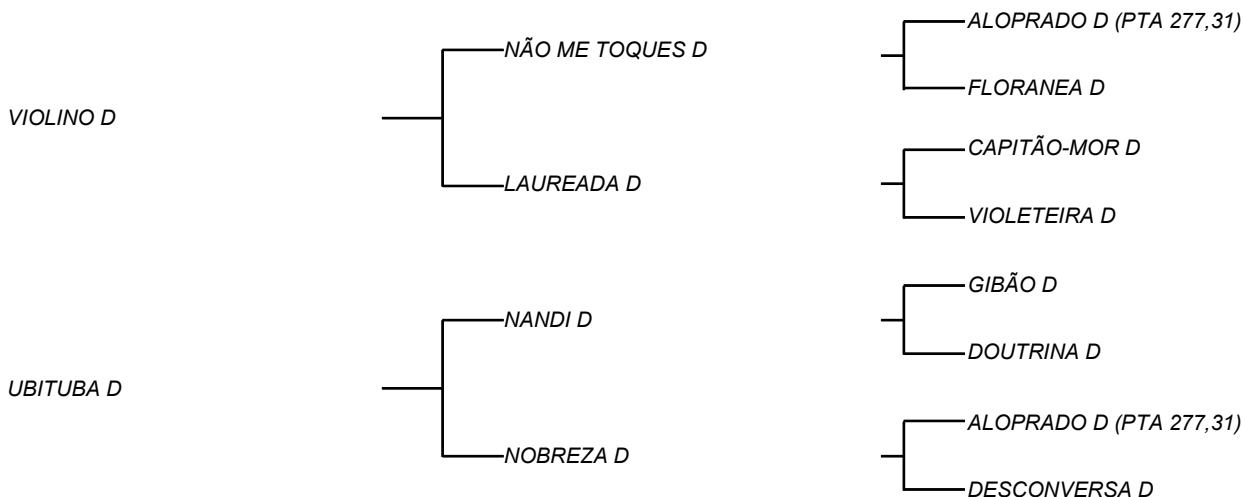 ALOPRADO D (PTA 277,31)
NÃO ME TOQUES D
FLORANEA D
VIOLINO D
CAPITÃO-MOR D
LAUREADA D
VIOLETEIRA D
GIBÃO D
NANDI D
DOUTRINA D
UBITUBA D
ALOPRADO D (PTA 277,31)
NOBREZA D
DESCONVERSA D